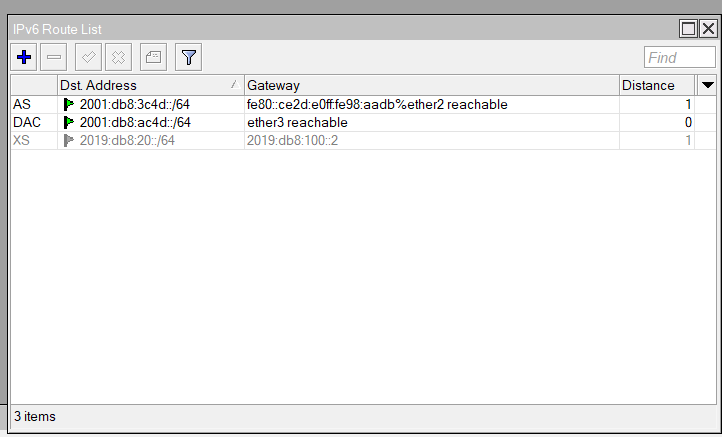 IPv6 Route List
Find
Dst. Address Gateway Distance
AS 2001:db8:3c4d::/64 fe80::ce2d:e0ff:fe98:aadb%ether2 reachable 1
DAC 2001:db8:ac4d::/64 ether3 reachable 0
XS 2019:db8:20::/64 2019:db8:100::2 1
3 items